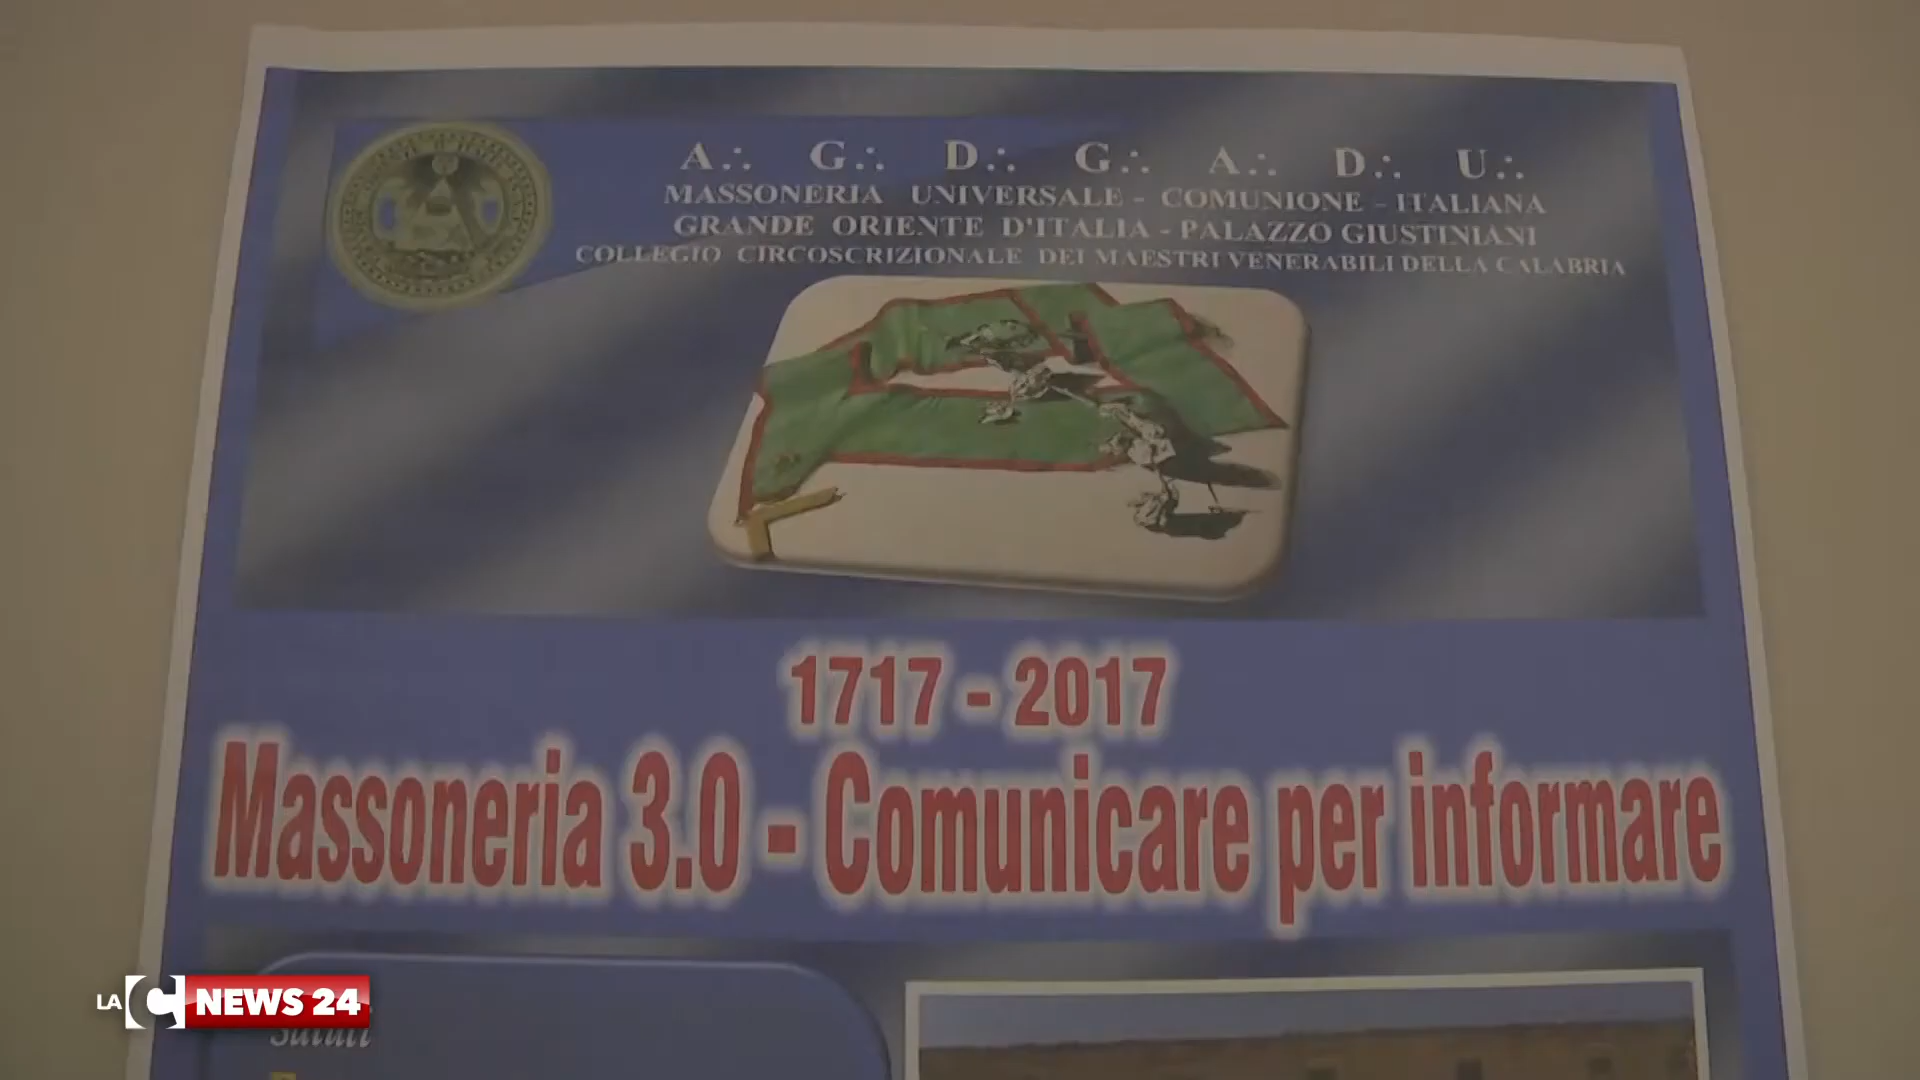 A∴ G∴ D∴ G∴ A∴ D∴ U∴
MASSONERIA UNIVERSALE - COMUNIONE - ITALIANA
GRANDE ORIENTE D'ITALIA - PALAZZO GIUSTINIANI
COLLEGIO CIRCOSCRIZIONALE DEI MAESTRI VENERABILI DELLA CALABRIA
1717 - 2017
Massoneria 3.0 - Comunicare per informare
LA C NEWS 24
Saluti